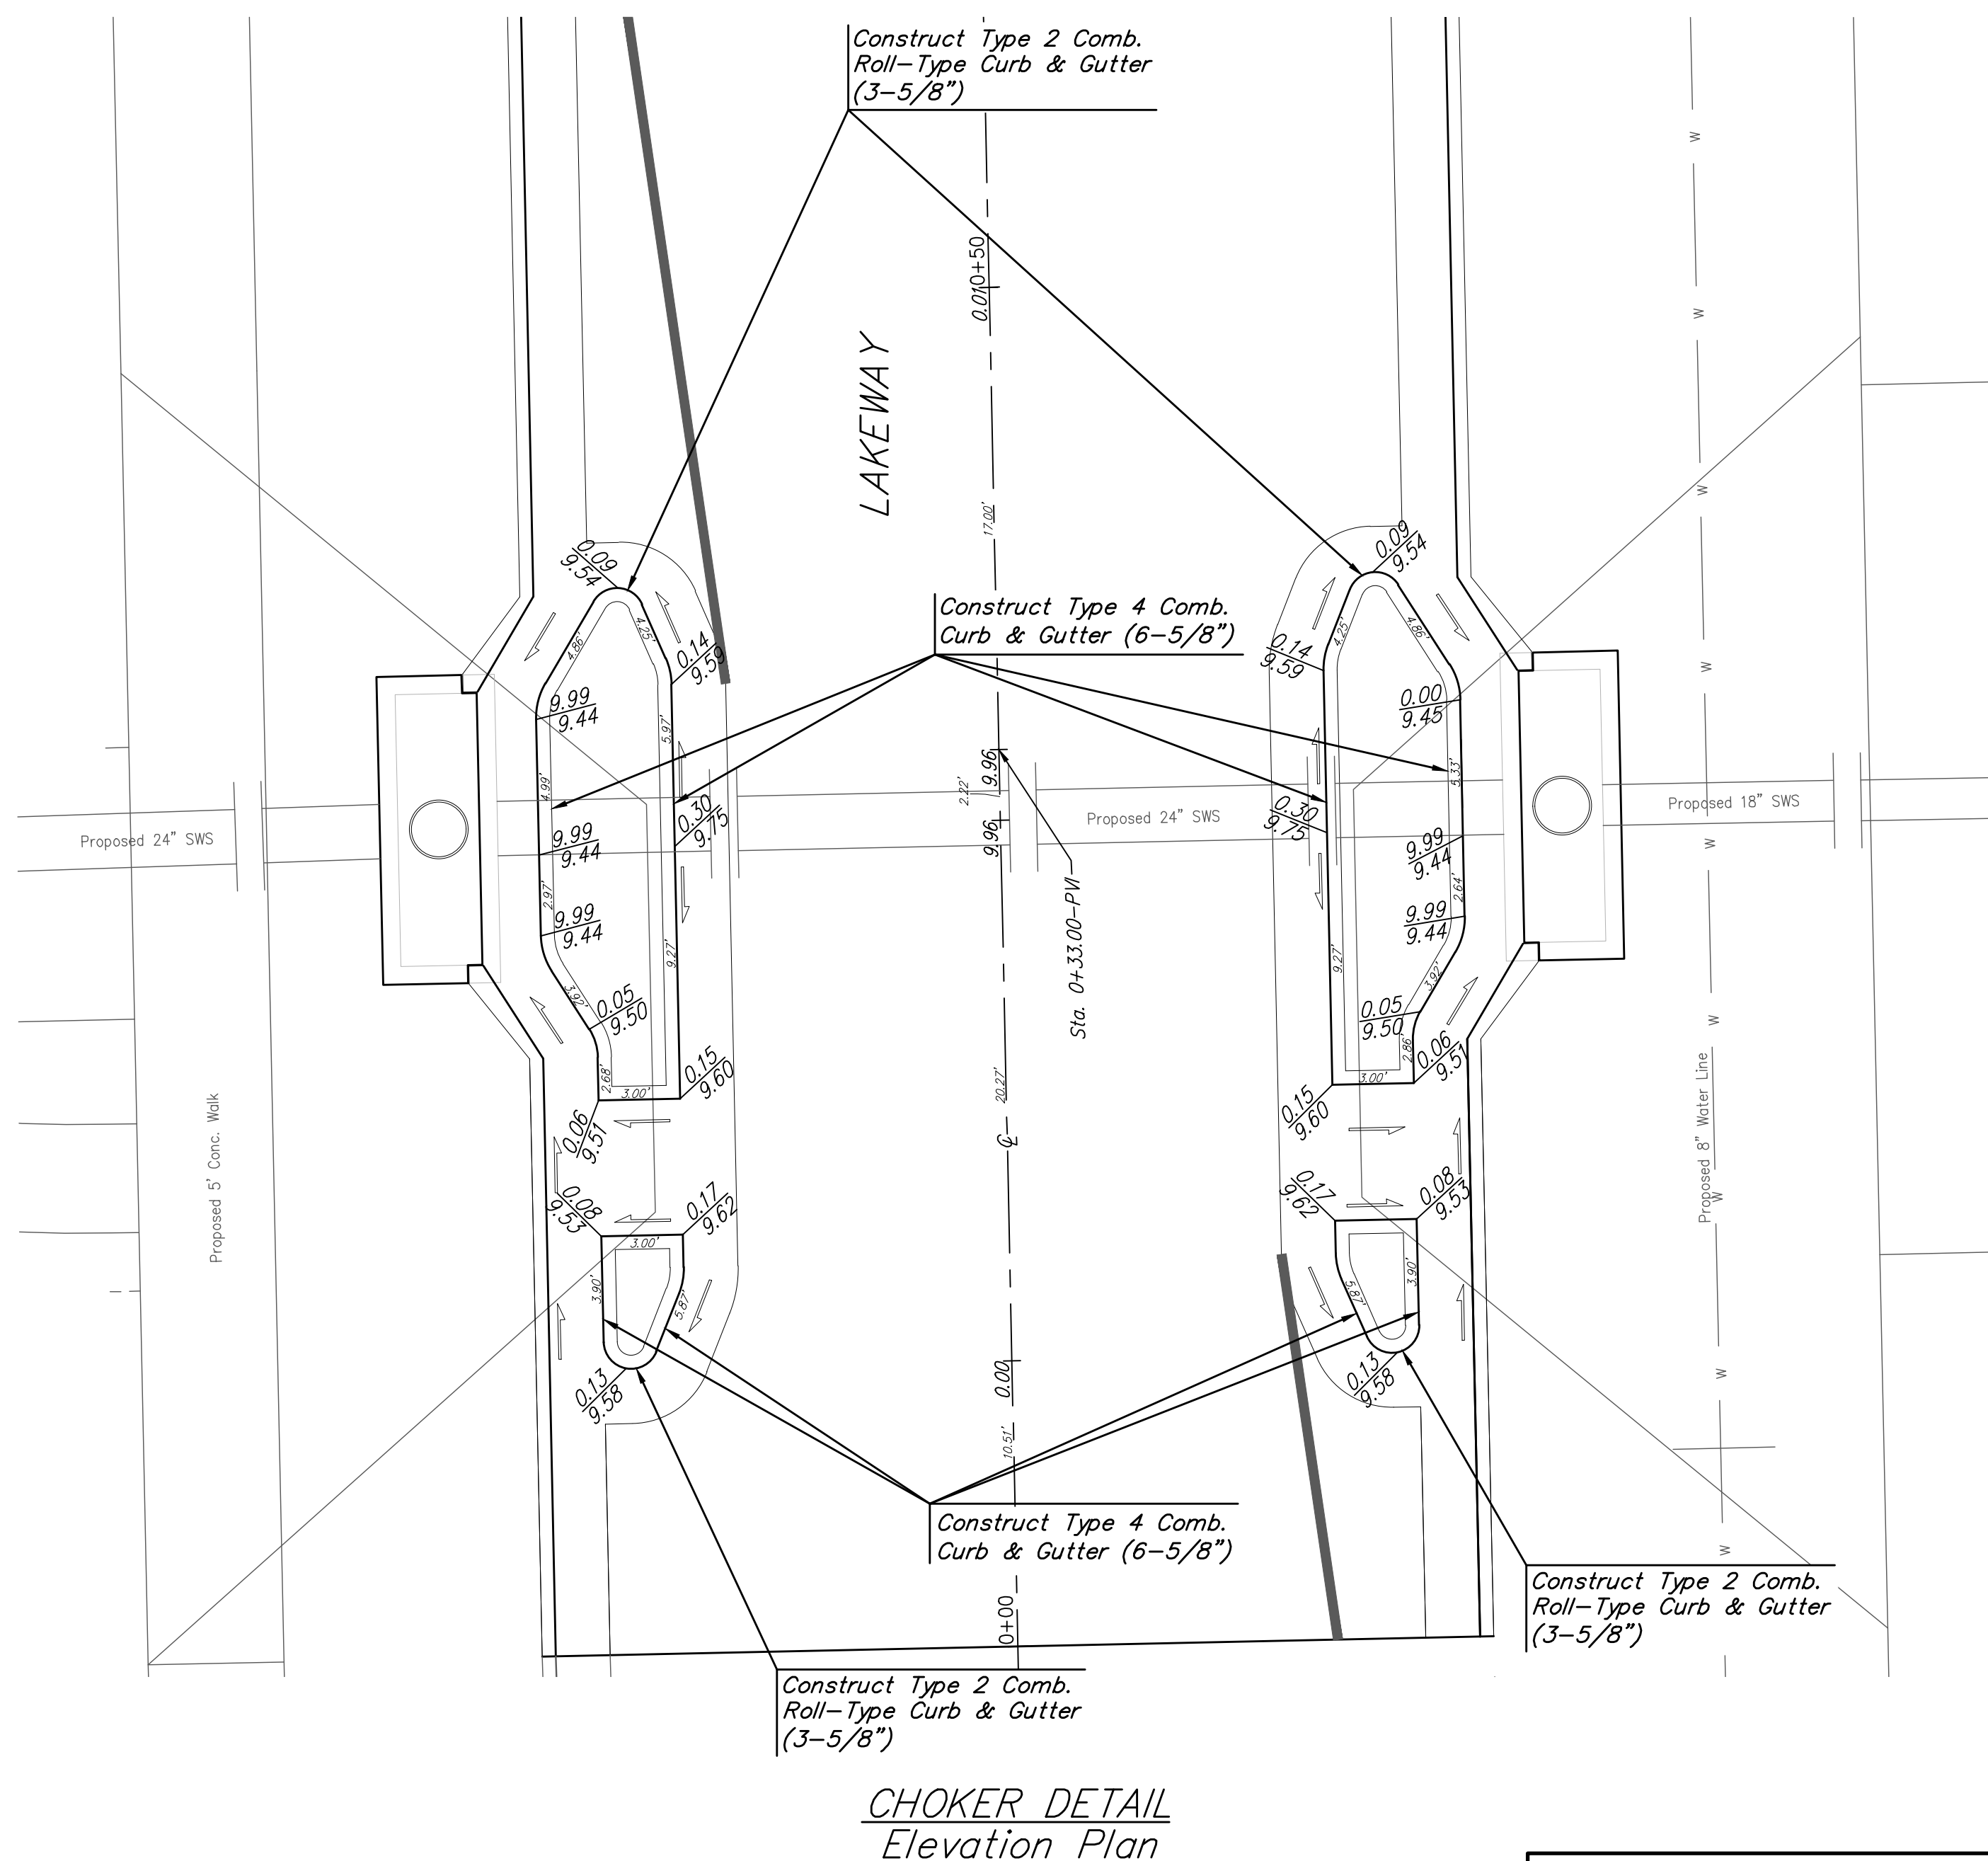 Construct Type 2 Comb.
Roll-Type Curb & Gutter
(3-5/8")
0+50
0.01
LAKEWAY
17.00'
W
W
W
W
W
W
W
W
W
W
W
0.09
9.54
0.09
9.54
Construct Type 4 Comb.
Curb & Gutter (6-5/8")
4.86'
4.25'
0.14
9.59
0.14
9.59
4.25'
4.86'
9.99
9.44
5.97'
0.00
9.45
4.99'
2.22'
9.96
9.96
5.33'
Proposed 24" SWS
9.99
9.44
0.30
9.75
Proposed 24" SWS
0.30
9.75
9.99
9.44
Proposed 18" SWS
2.97'
9.99
9.44
9.27'
Sta. 0+33.00-PVI
9.27'
2.64'
9.99
9.44
3.92'
0.05
9.50
3.92'
0.05
9.50
2.68'
3.00'
0.15
9.60
20.27'
0.15
9.60
3.00'
2.86'
0.06
9.51
0.06
9.51
℄
Proposed 5' Conc. Walk
Proposed 8" Water Line
0.08
9.53
0.17
9.62
0.17
9.62
0.08
9.53
3.00'
3.90'
5.87'
5.87'
3.90'
0.13
9.58
0.00
0.13
9.58
10.51'
Construct Type 4 Comb.
Curb & Gutter (6-5/8")
0+00
Construct Type 2 Comb.
Roll-Type Curb & Gutter
(3-5/8")
Construct Type 2 Comb.
Roll-Type Curb & Gutter
(3-5/8")
CHOKER DETAIL
Elevation Plan